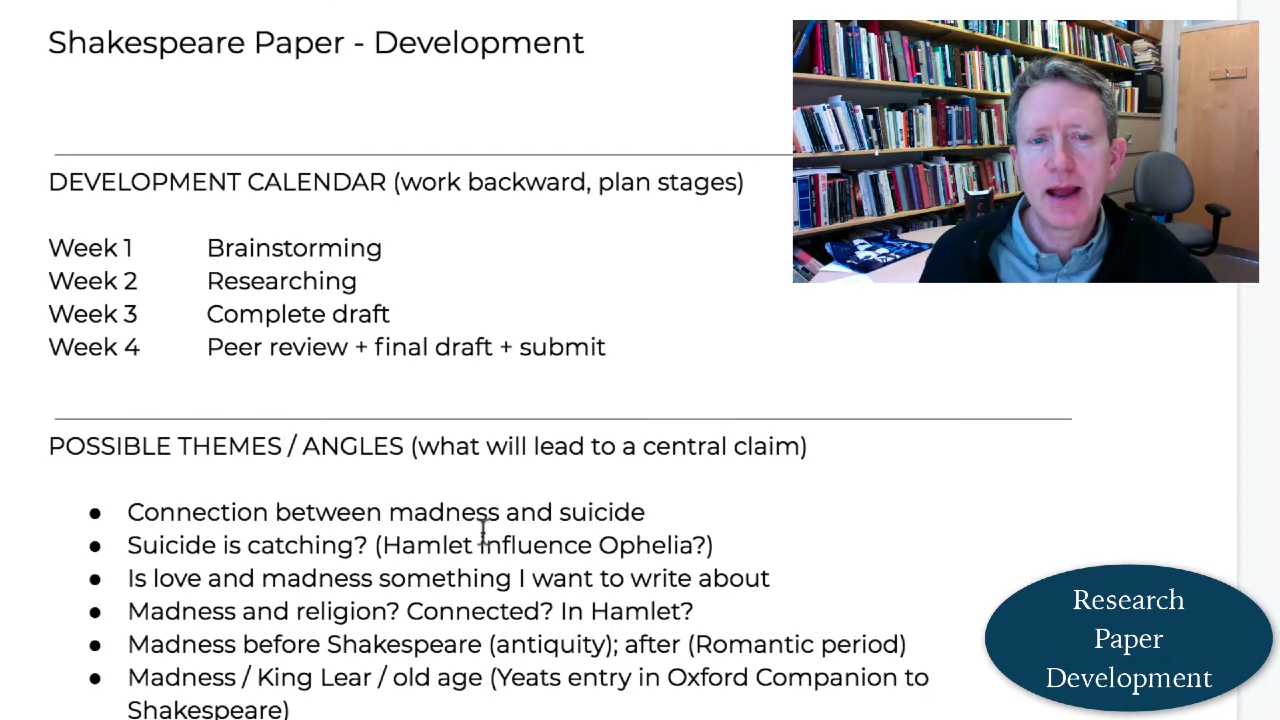 Shakespeare Paper - Development
DEVELOPMENT CALENDAR (work backward, plan stages)
Week 1 Brainstorming
Week 2 Researching
Week 3 Complete draft
Week 4 Peer review + final draft + submit
POSSIBLE THEMES / ANGLES (what will lead to a central claim)
● Connection between madness and suicide
● Suicide is catching? (Hamlet influence Ophelia?)
● Is love and madness something I want to write about
● Madness and religion? Connected? In Hamlet?
● Madness before Shakespeare (antiquity); after (Romantic period)
● Madness / King Lear / old age (Yeats entry in Oxford Companion to
Shakespeare)
Research
Paper
Development